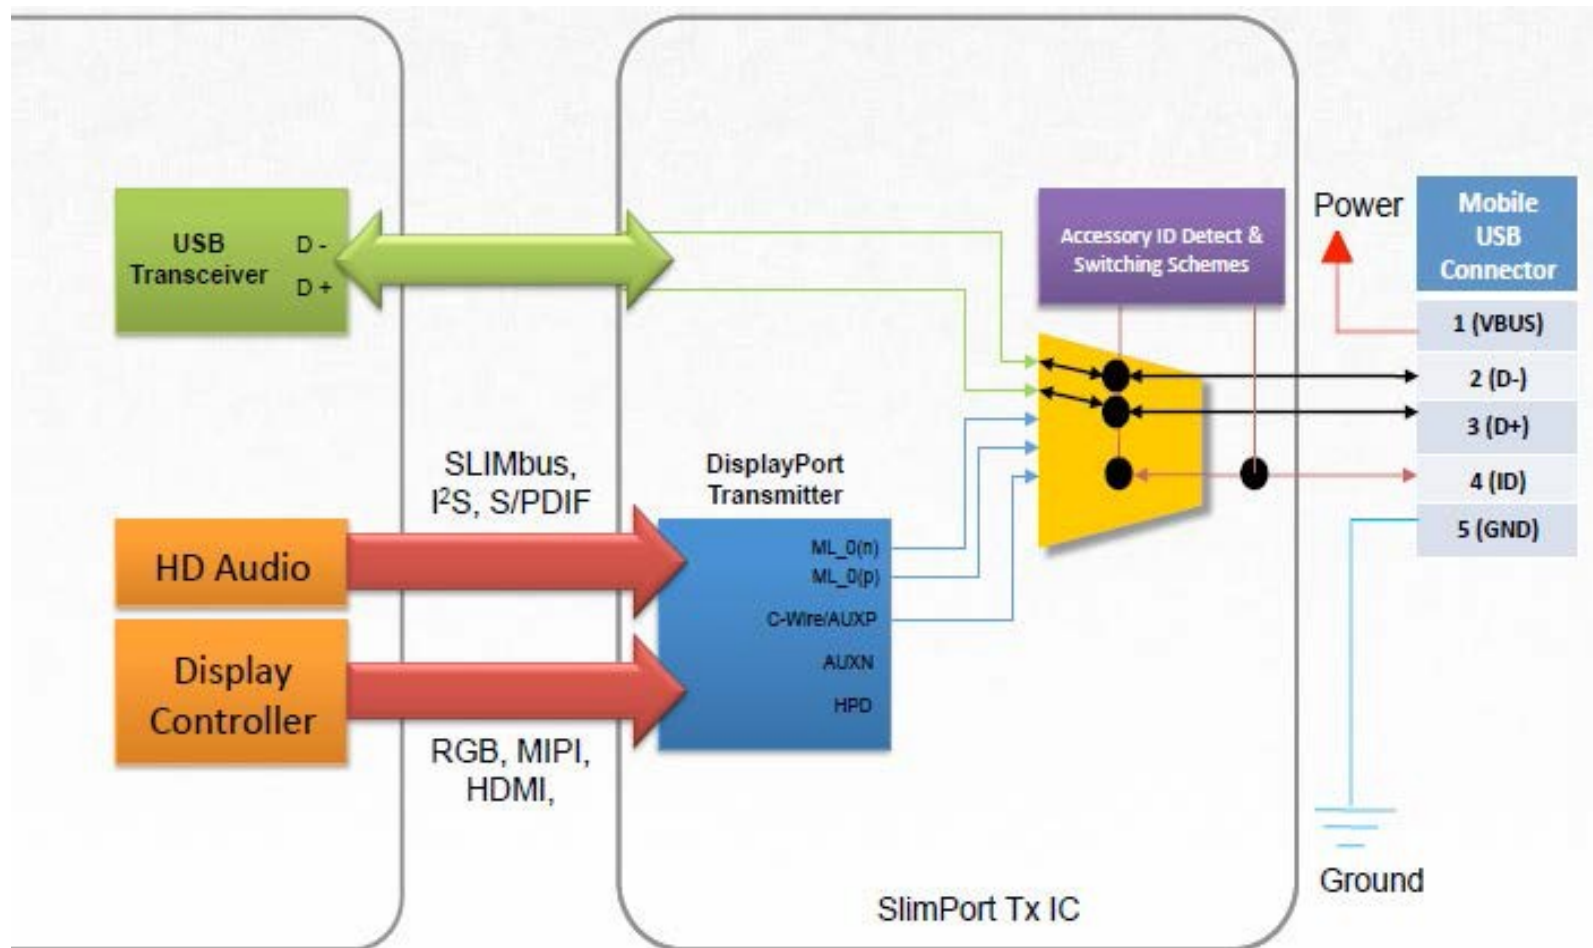 USB
Transceiver
D -
D +
SLIMbus,
I²S, S/PDIF
HD Audio
Display
Controller
RGB, MIPI,
HDMI,
DisplayPort
Transmitter
ML_0(n)
ML_0(p)
C-Wire/AUXP
AUXN
HPD
Accessory ID Detect &
Switching Schemes
SlimPort Tx IC
Power
Mobile
USB
Connector
1 (VBUS)
2 (D-)
3 (D+)
4 (ID)
5 (GND)
Ground